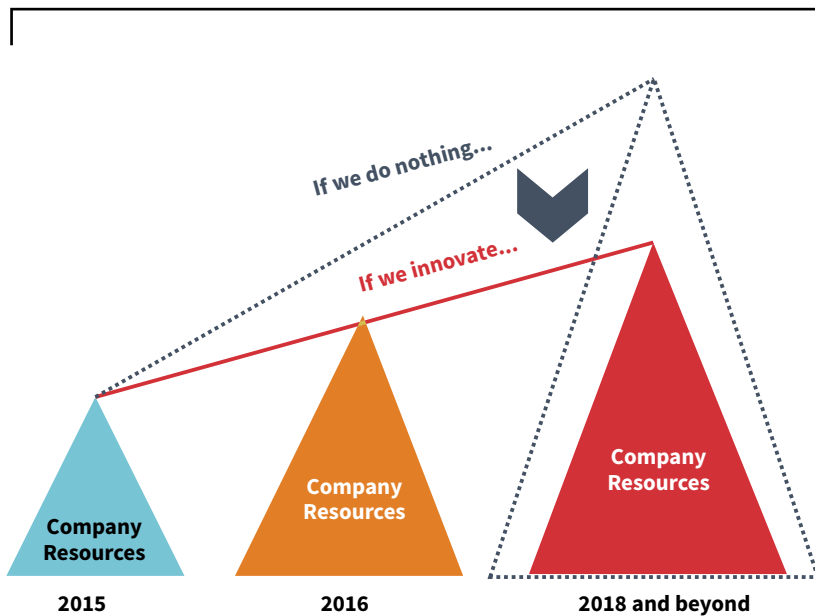 If we do nothing...
If we innovate...
Company
Resources
Company
Resources
Company
Resources
2015
2016
2018 and beyond